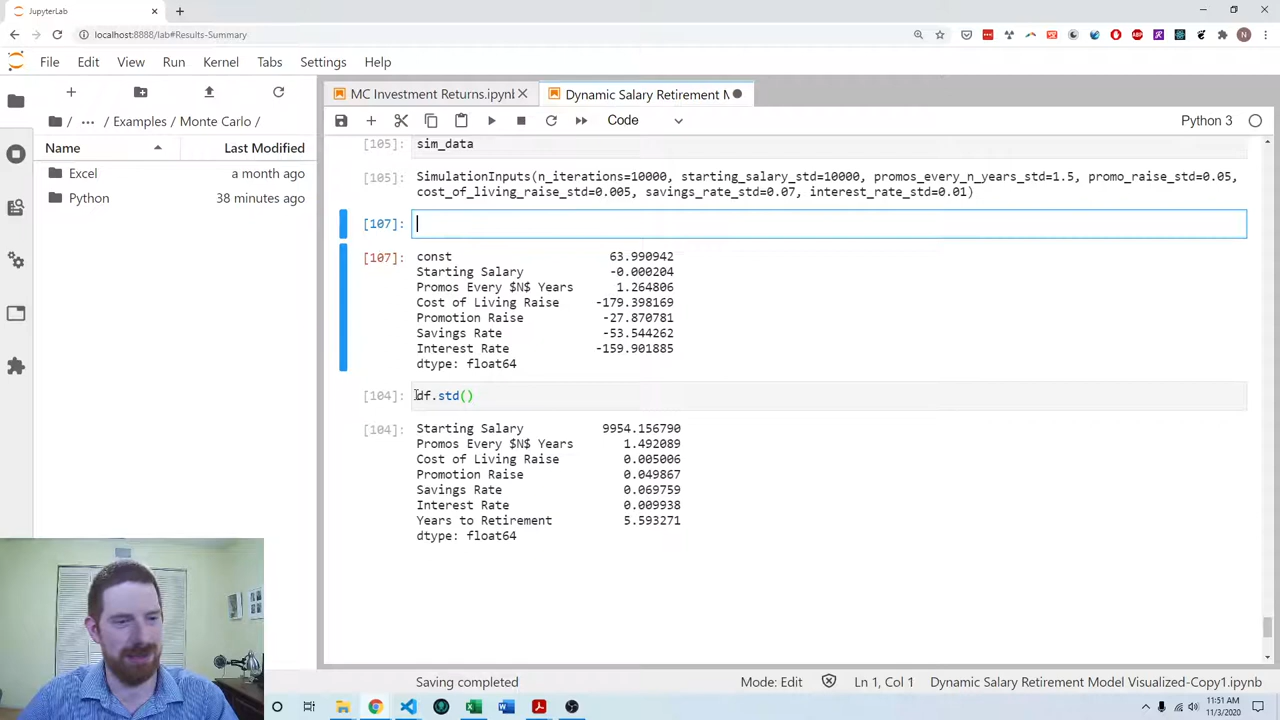 JupyterLab
localhost:8888/lab#Results-Summary
File Edit View Run Kernel Tabs Settings Help
MC Investment Returns.ipynb
Dynamic Salary Retirement M
Code
Python 3
/ ... / Examples / Monte Carlo /
Name Last Modified
Excel a month ago
Python 38 minutes ago
[105]: sim_data
[105]: SimulationInputs(n_iterations=10000, starting_salary_std=10000, promos_every_n_years_std=1.5, promo_raise_std=0.05,
cost_of_living_raise_std=0.005, savings_rate_std=0.07, interest_rate_std=0.01)
[107]:
[107]: const 63.990942
Starting Salary -0.000204
Promos Every $N$ Years 1.264806
Cost of Living Raise -179.398169
Promotion Raise -27.870781
Savings Rate -53.544262
Interest Rate -159.901885
dtype: float64
[104]: df.std()
[104]: Starting Salary 9954.156790
Promos Every $N$ Years 1.492089
Cost of Living Raise 0.005006
Promotion Raise 0.049867
Savings Rate 0.069759
Interest Rate 0.009938
Years to Retirement 5.593271
dtype: float64
Saving completed
Mode: Edit
Ln 1, Col 1
Dynamic Salary Retirement Model Visualized-Copy1.ipynb
11:51 AM
11/3/2020